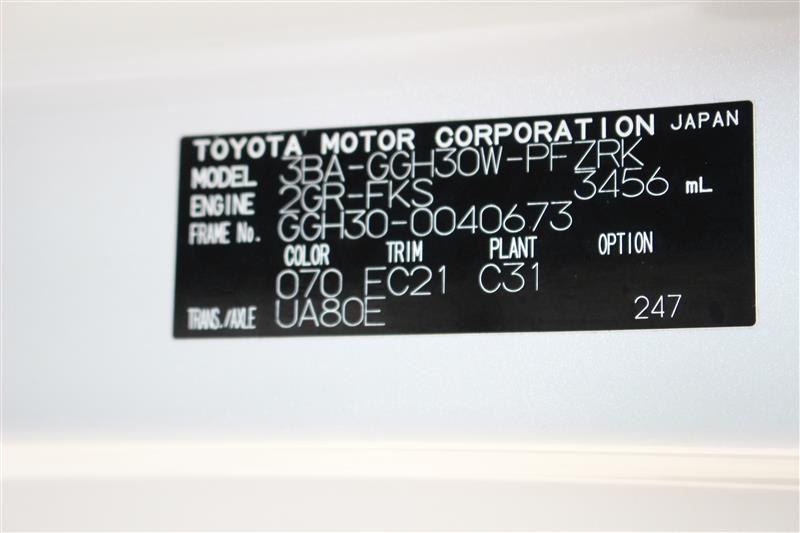 TOYOTA MOTOR CORPORATION JAPAN
MODEL 3BA-GGH30W-PFZRK
ENGINE 2GR-FKS 3456 mL
FRAME No. GGH30-0040673
COLOR TRIM PLANT OPTION
070 FC21 C31
TRANS./AXLE UA80E 247